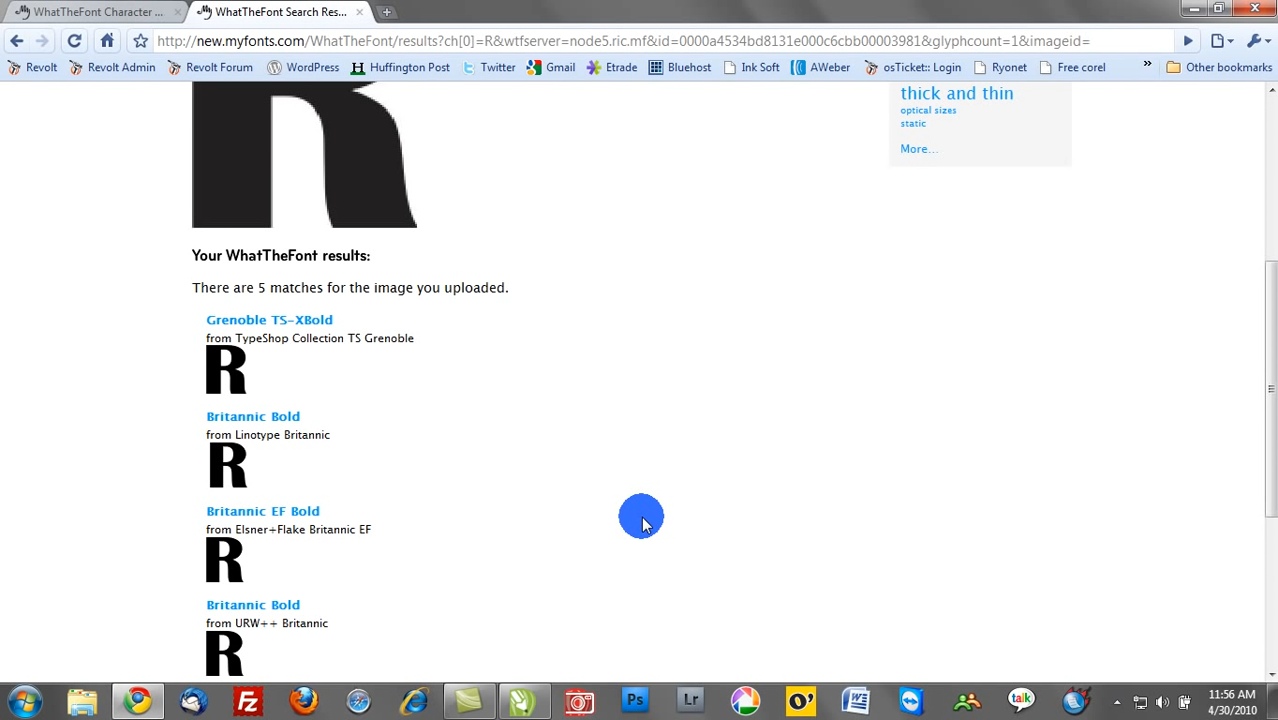 WhatTheFont Character ...
WhatTheFont Search Res...
http://new.myfonts.com/WhatTheFont/results?ch[0]=R&wtfserver=node5.ric.mf&id=0000a4534bd8131e000c6cbb00003981&glyphcount=1&imageid=
Revolt Revolt Admin Revolt Forum WordPress Huffington Post Twitter Gmail Etrade Bluehost Ink Soft AWeber osTicket:: Login Ryonet Free corel » Other bookmarks
thick and thin
optical sizes
static
More...
R
Your WhatTheFont results:
There are 5 matches for the image you uploaded.
Grenoble TS-XBold
from TypeShop Collection TS Grenoble
R
Britannic Bold
from Linotype Britannic
R
Britannic EF Bold
from Elsner+Flake Britannic EF
R
Britannic Bold
from URW++ Britannic
R
Fz Ps Lr O' W talk
11:56 AM
4/30/2010